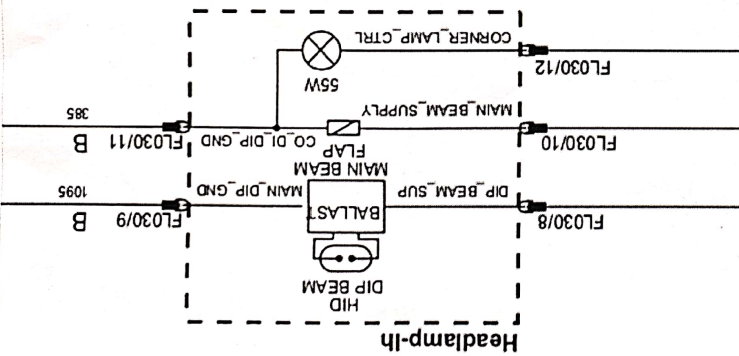 Headlamp-lh
HID
DIP BEAM
FL030/8
DIP_BEAM_SUP
BALLAST
MAIN_DIP_GND
FL030/9
B
1095
MAIN BEAM
FLAP
FL030/10
MAIN_BEAM_SUPPLY
CO_DI_DIP_GND
FL030/11
B
385
55W
FL030/12
CORNER_LAMP_CTRL